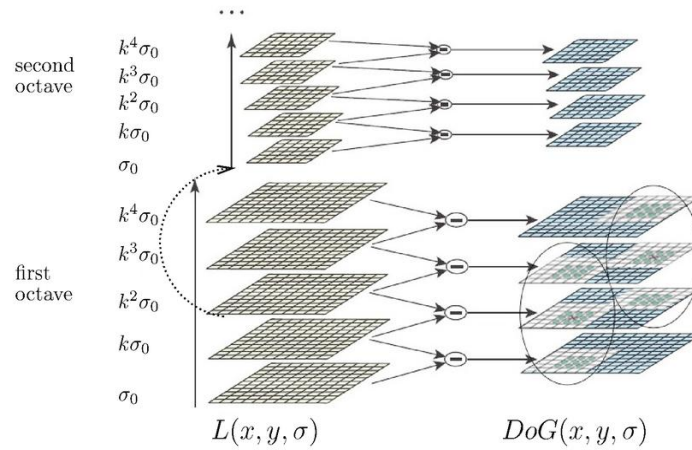 ...
k⁴σ₀
second
octave
k³σ₀
k²σ₀
kσ₀
σ₀
k⁴σ₀
k³σ₀
first
octave
k²σ₀
kσ₀
σ₀
L(x, y, σ)
DoG(x, y, σ)